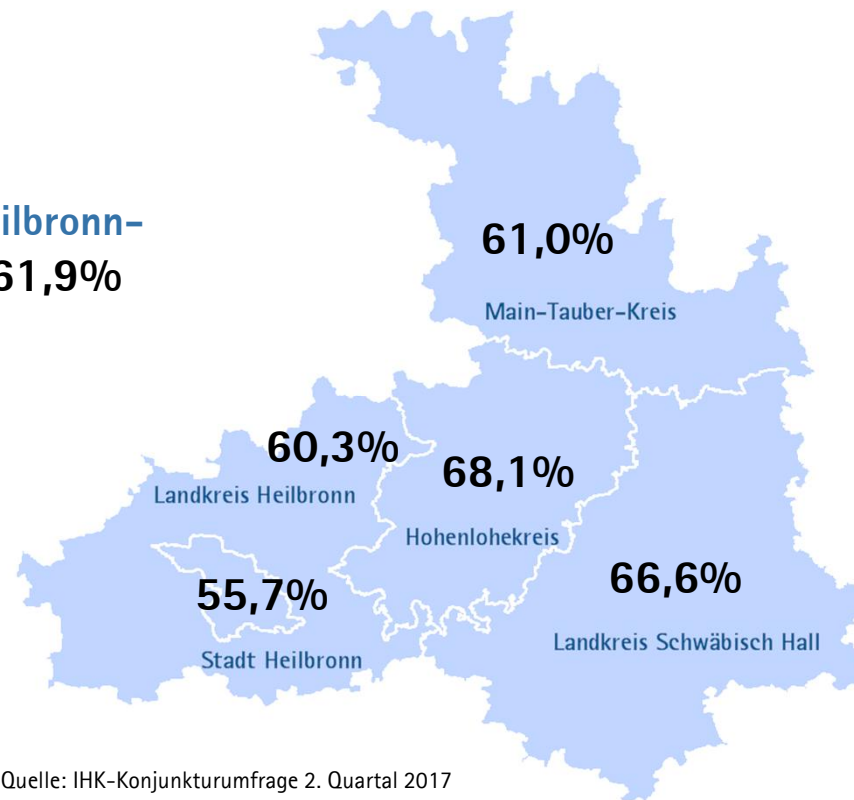 ilbronn-
61,9%
61,0%
Main-Tauber-Kreis
60,3%
Landkreis Heilbronn
68,1%
Hohenlohekreis
55,7%
Stadt Heilbronn
66,6%
Landkreis Schwäbisch Hall
Quelle: IHK-Konjunkturumfrage 2. Quartal 2017